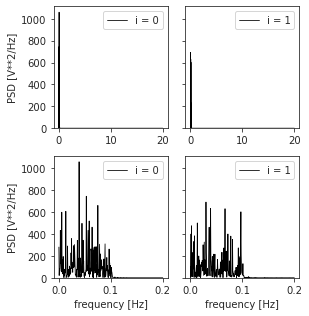 PSD [V**2/Hz]
1000
800
600
400
200
0
i = 0
i = 1
0 10 20
0 10 20
PSD [V**2/Hz]
1000
800
600
400
200
0
i = 0
i = 1
0.0 0.1 0.2
0.0 0.1 0.2
frequency [Hz]
frequency [Hz]